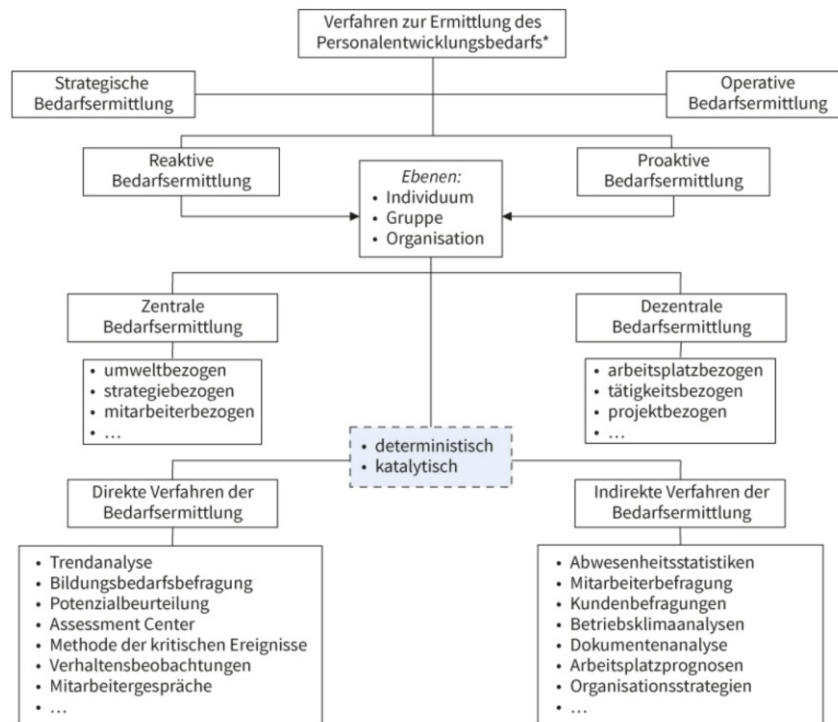 Verfahren zur Ermittlung des
Personalentwicklungsbedarfs*
Strategische
Bedarfsermittlung
Operative
Bedarfsermittlung
Reaktive
Bedarfsermittlung
Proaktive
Bedarfsermittlung
Ebenen:
• Individuum
• Gruppe
• Organisation
Zentrale
Bedarfsermittlung
Dezentrale
Bedarfsermittlung
• umweltbezogen
• strategiebezogen
• mitarbeiterbezogen
• …
• arbeitsplatzbezogen
• tätigkeitsbezogen
• projektbezogen
• …
• deterministisch
• katalytisch
Direkte Verfahren der
Bedarfsermittlung
Indirekte Verfahren der
Bedarfsermittlung
• Trendanalyse
• Bildungsbedarfsbefragung
• Potenzialbeurteilung
• Assessment Center
• Methode der kritischen Ereignisse
• Verhaltensbeobachtungen
• Mitarbeitergespräche
• …
• Abwesenheitsstatistiken
• Mitarbeiterbefragung
• Kundenbefragungen
• Betriebsklimaanalysen
• Dokumentenanalyse
• Arbeitsplatzprognosen
• Organisationsstrategien
• …